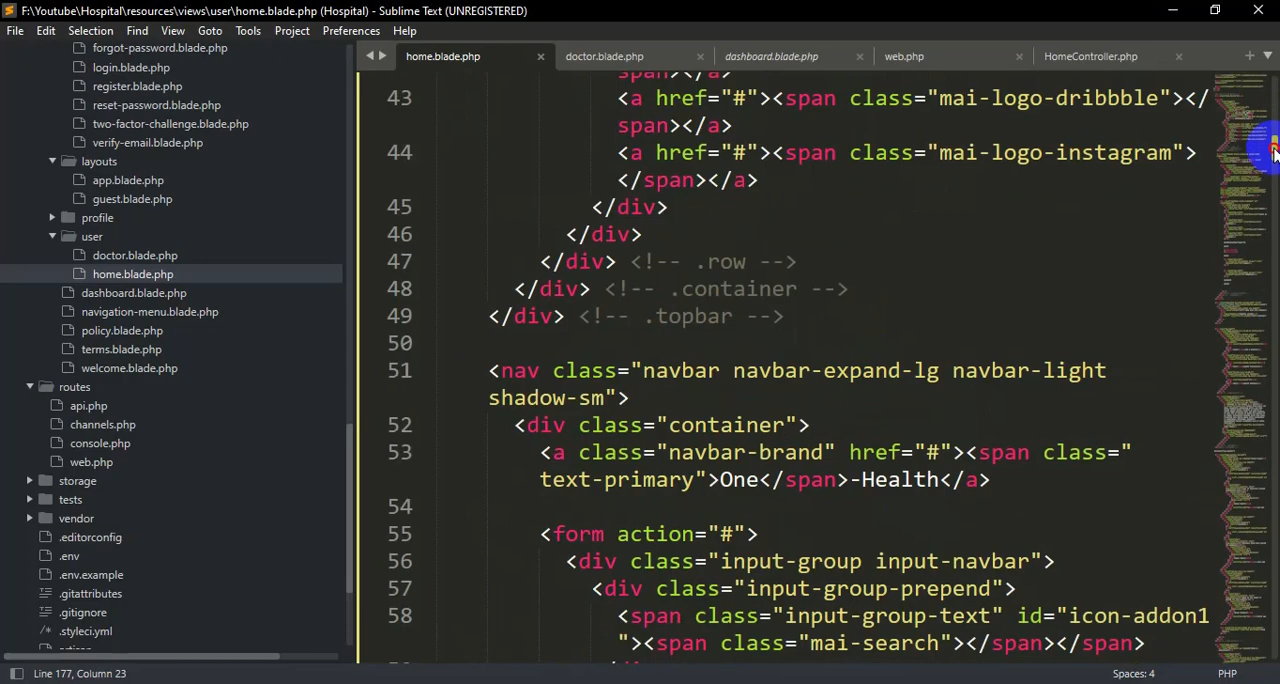 F:\Youtube\Hospital\resources\views\user\home.blade.php (Hospital) - Sublime Text (UNREGISTERED)
File Edit Selection Find View Goto Tools Project Preferences Help
forgot-password.blade.php
login.blade.php
register.blade.php
reset-password.blade.php
two-factor-challenge.blade.php
verify-email.blade.php
layouts
app.blade.php
guest.blade.php
profile
user
doctor.blade.php
home.blade.php
dashboard.blade.php
navigation-menu.blade.php
policy.blade.php
terms.blade.php
welcome.blade.php
routes
api.php
channels.php
console.php
web.php
storage
tests
vendor
.editorconfig
.env
.env.example
.gitattributes
.gitignore
.styleci.yml
home.blade.php doctor.blade.php dashboard.blade.php web.php HomeController.php
span></a>
43 <a href="#"><span class="mai-logo-dribbble"></
span></a>
44 <a href="#"><span class="mai-logo-instagram">
</span></a>
45 </div>
46 </div>
47 </div> <!-- .row -->
48 </div> <!-- .container -->
49 </div> <!-- .topbar -->
50
51 <nav class="navbar navbar-expand-lg navbar-light
shadow-sm">
52 <div class="container">
53 <a class="navbar-brand" href="#"><span class="
text-primary">One</span>-Health</a>
54
55 <form action="#">
56 <div class="input-group input-navbar">
57 <div class="input-group-prepend">
58 <span class="input-group-text" id="icon-addon1
"><span class="mai-search"></span></span>
Line 177, Column 23 Spaces: 4 PHP